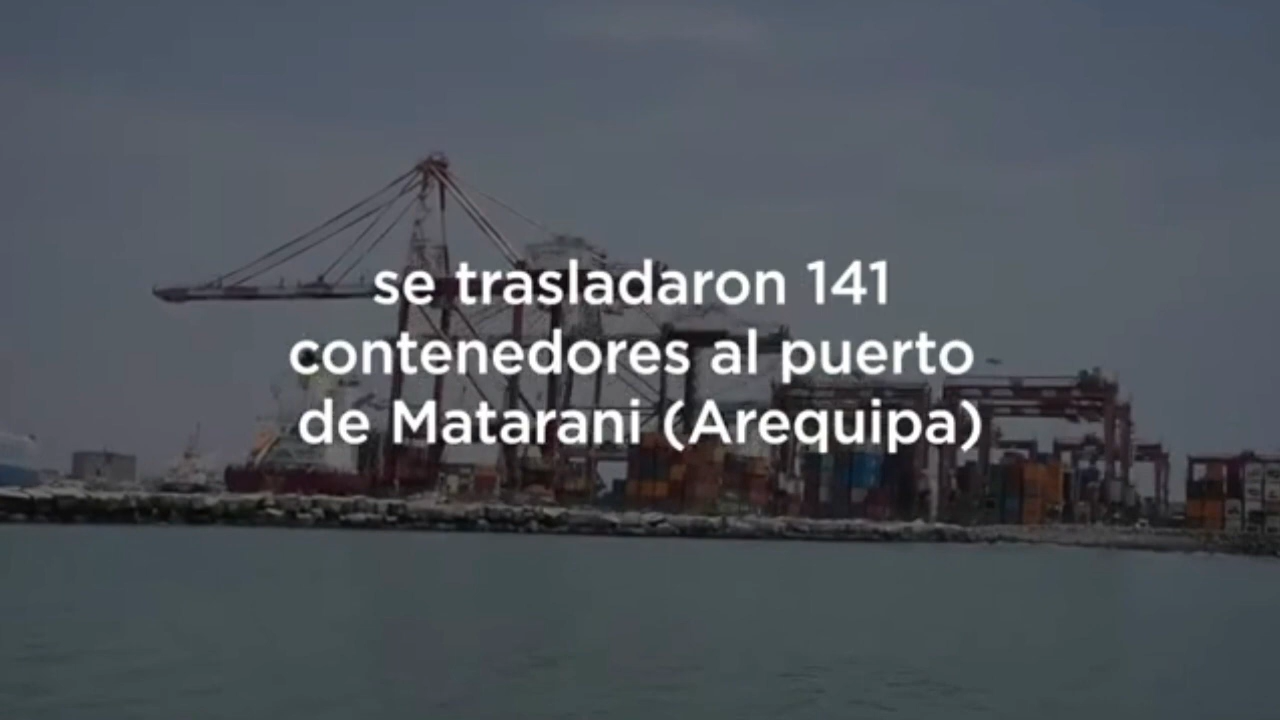 se trasladaron 141
contenedores al puerto
de Matarani (Arequipa)